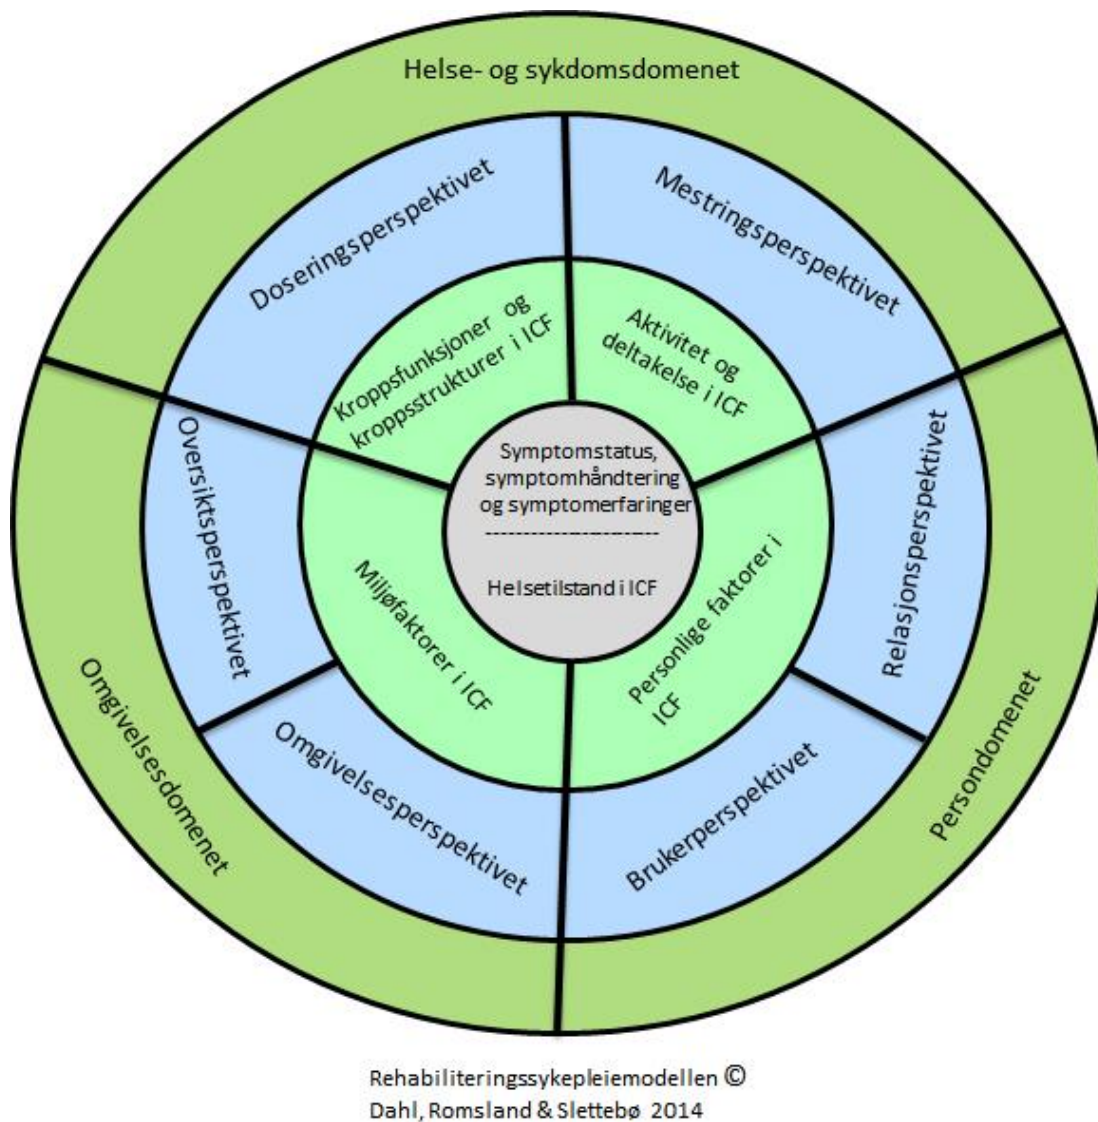 Helse- og sykdomsdomenet
Doseringsperspektivet
Mestringsperspektivet
Kroppsfunksjoner og
kroppsstrukturer i ICF
Aktivitet og
deltakelse i ICF
Symptomstatus,
symptomhåndtering
og symptomerfaringer
-----------------------
Helsetilstand i ICF
Oversiktsperspektivet
Relasjonsperspektivet
Miljøfaktorer i ICF
Personlige faktorer i
ICF
Omgivelsesdomenet
Omgivelsesperspektivet
Brukerperspektivet
Persondomenet
Rehabiliteringssykepleiemodellen ©
Dahl, Romsland & Slettebø 2014